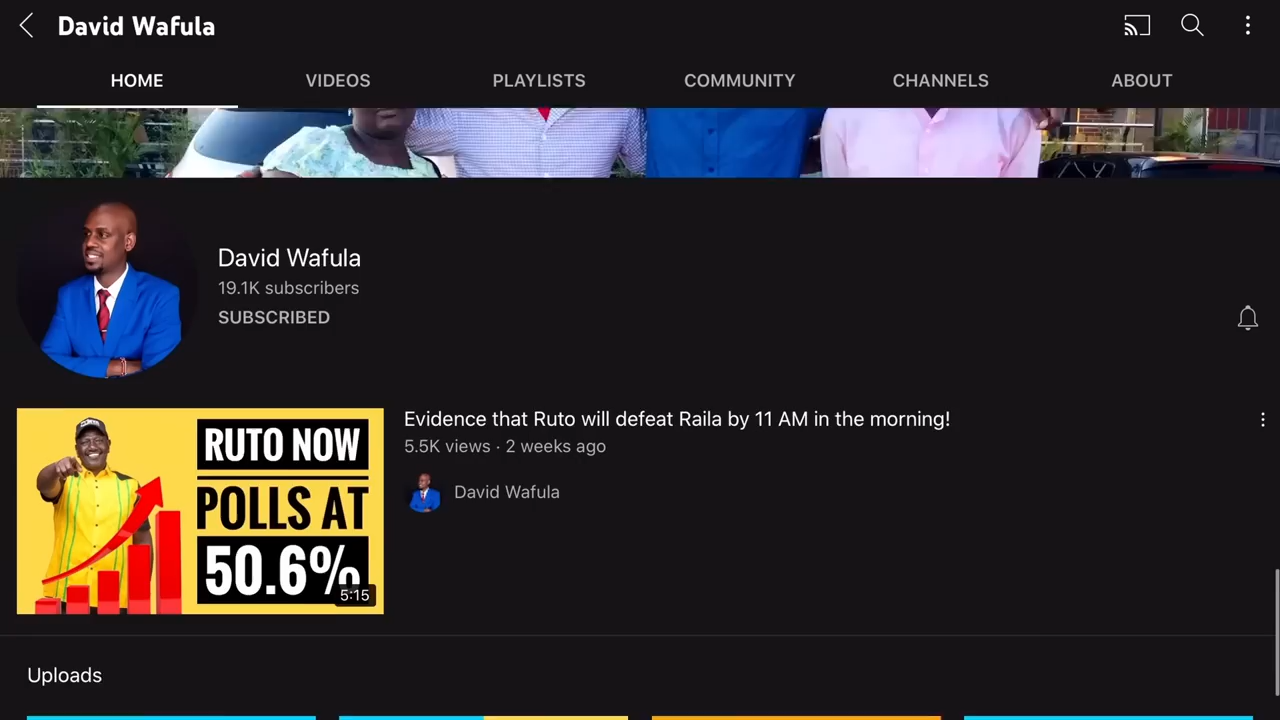 David Wafula
HOME VIDEOS PLAYLISTS COMMUNITY CHANNELS ABOUT
David Wafula
19.1K subscribers
SUBSCRIBED
RUTO NOW
POLLS AT
50.6%
5:15
Evidence that Ruto will defeat Raila by 11 AM in the morning!
5.5K views · 2 weeks ago
David Wafula
Uploads